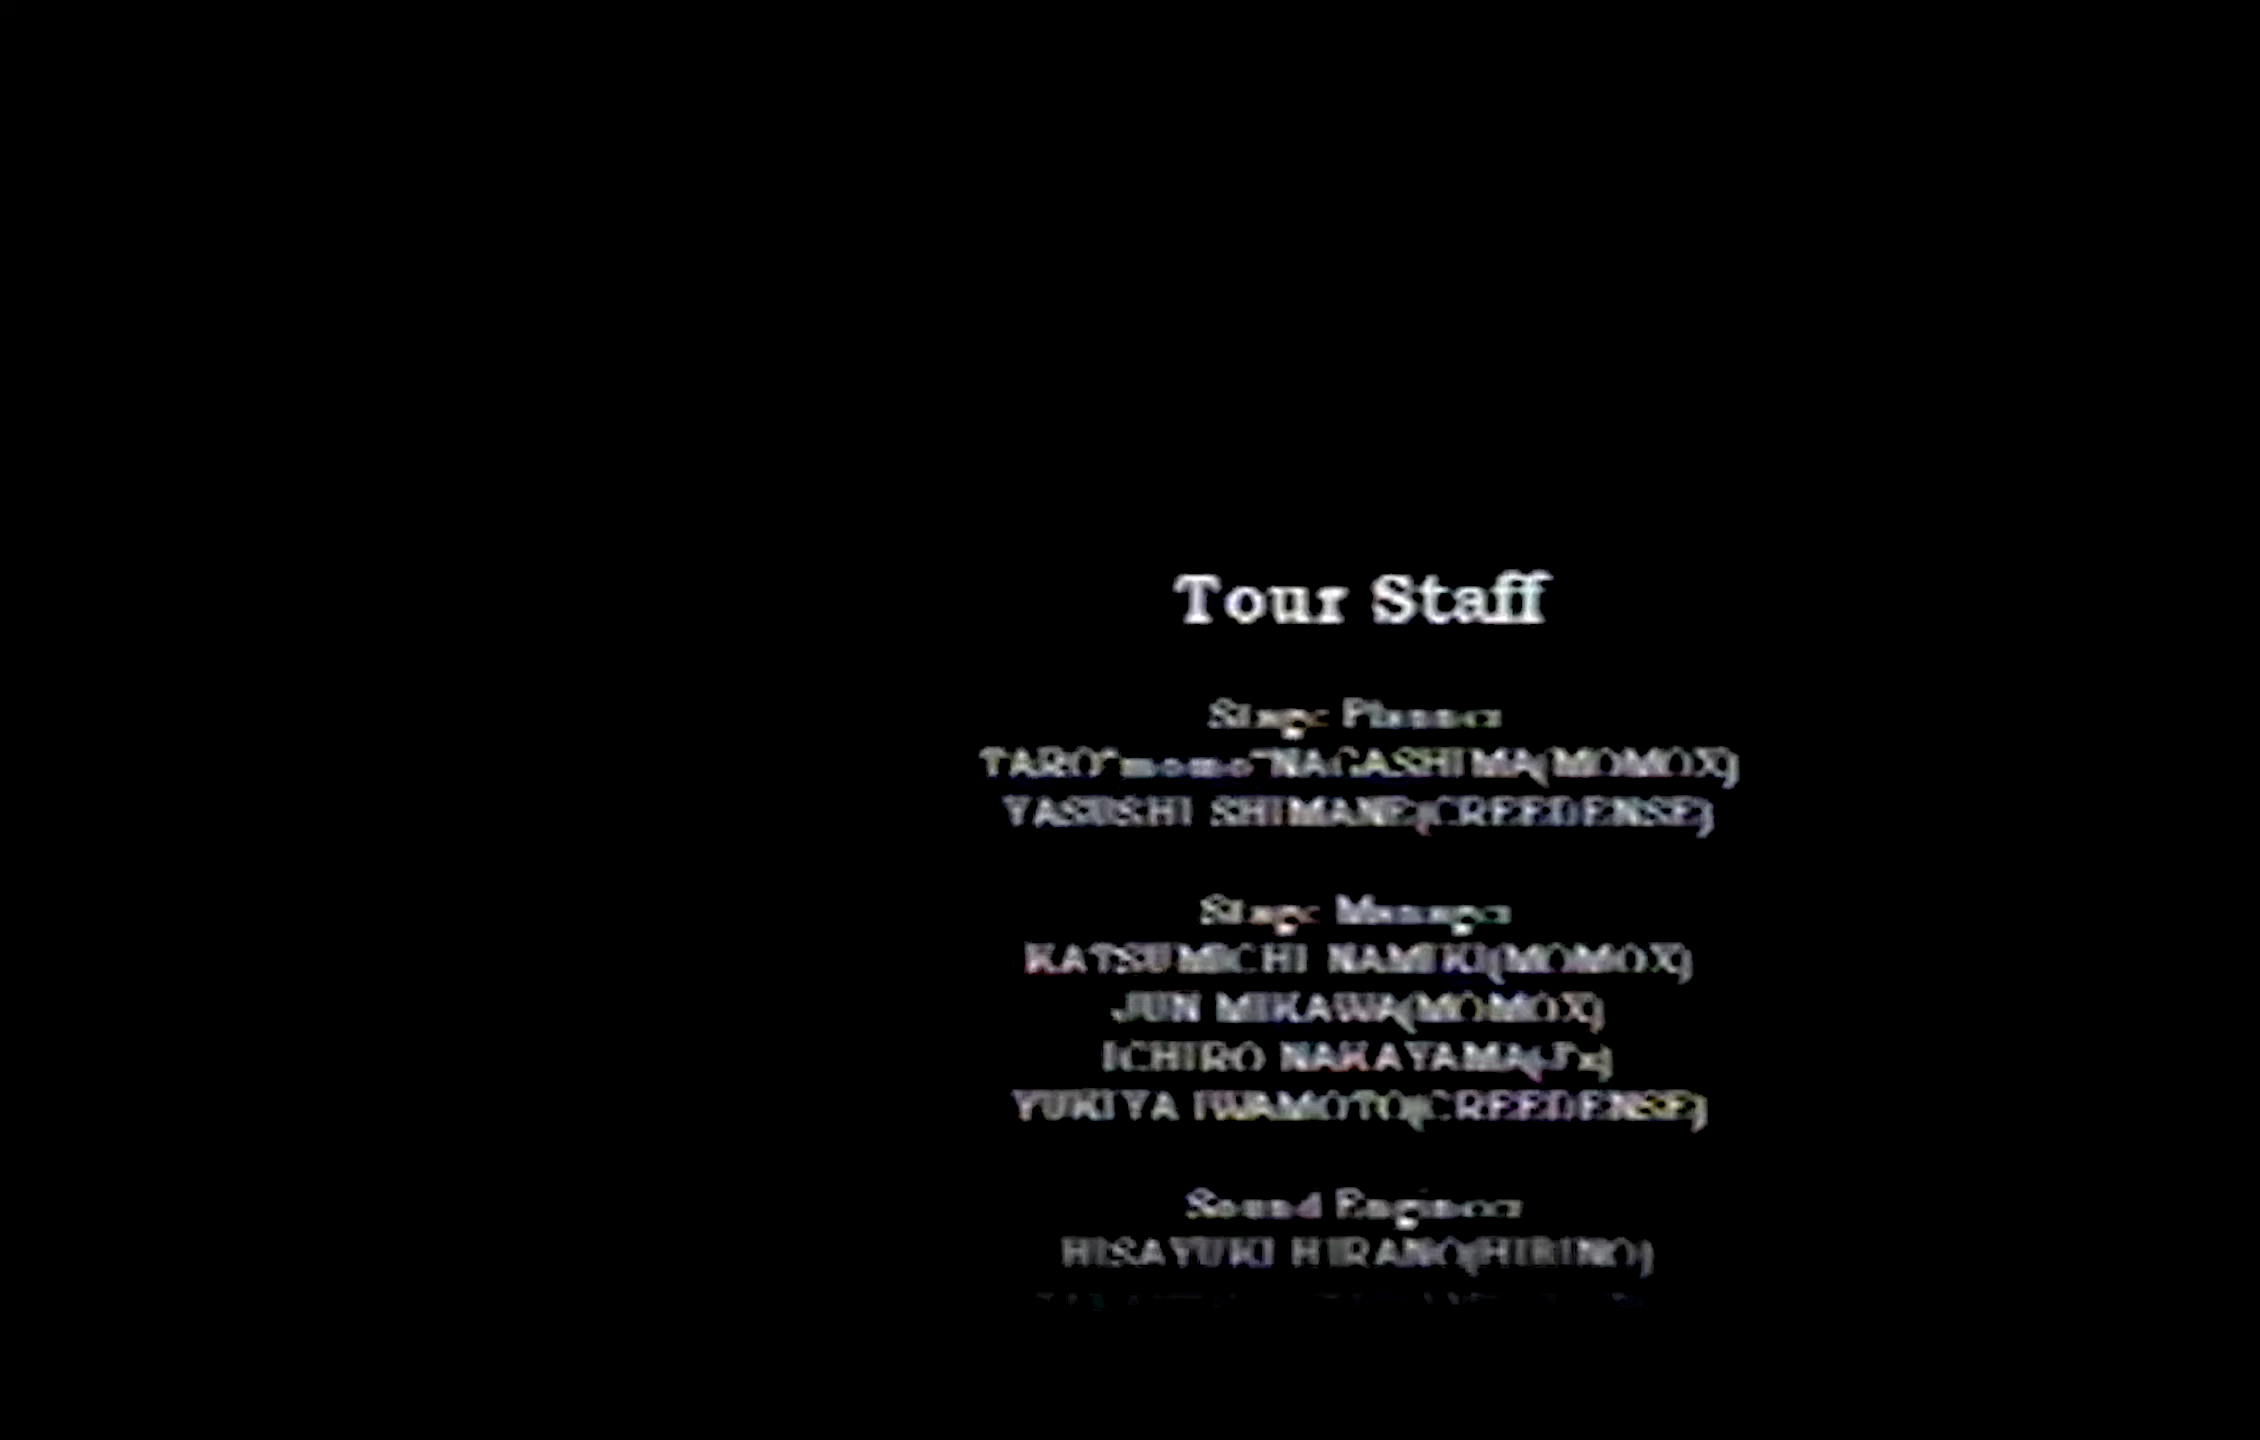 Tour Staff
Stage Planner
TARO"momo"NAGASHIMA(MOMOX)
YASUSHI SHIMANE(CREEDENSE)
Stage Manager
KATSUMICHI NAMIKI(MOMOX)
JUN MIKAWA(MOMOX)
ICHIRO NAKAYAMA(J'x)
YUKIYA IWAMOTO(CREEDENSE)
Sound Engineer
HISAYUKI HIRANO(HIBINO)